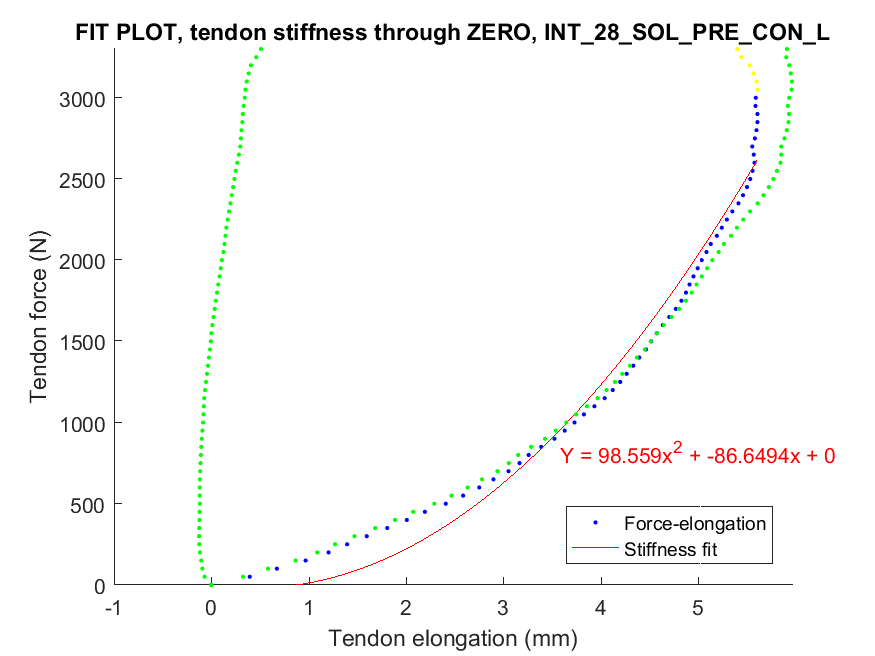 FIT PLOT, tendon stiffness through ZERO, INT_28_SOL_PRE_CON_L
3000
2500
2000
1500
1000
500
0
Tendon force (N)
Y = 98.559x² + -86.6494x + 0
Force-elongation
Stiffness fit
-1 0 1 2 3 4 5
Tendon elongation (mm)